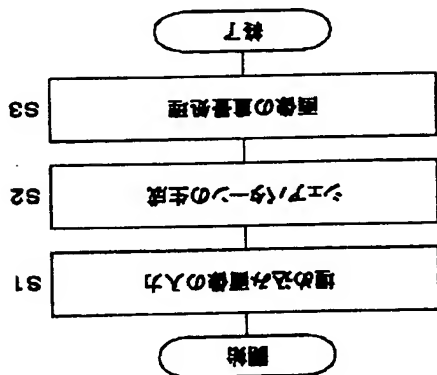 開始
埋め込み画像の入力
S1
シェアパターンの生成
S2
画像の重畳処理
S3
終了